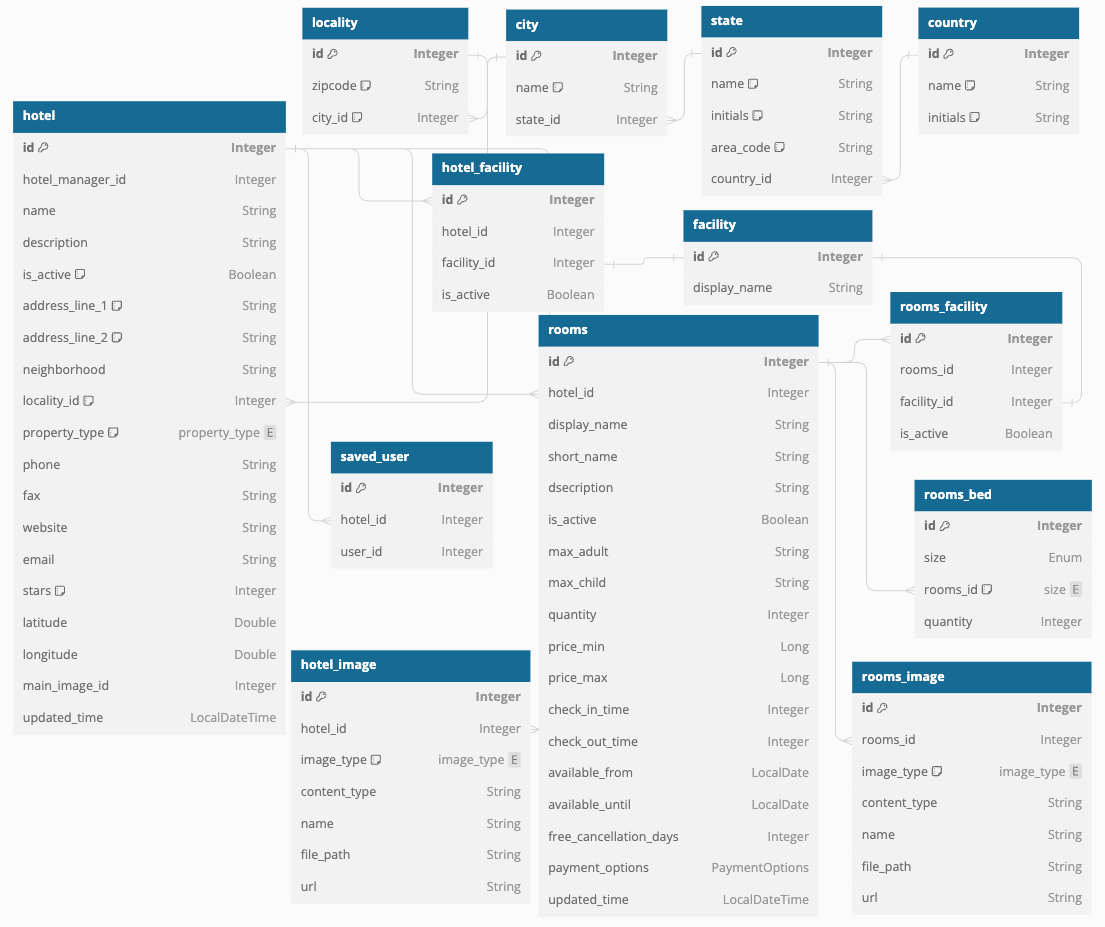 locality
id Integer
zipcode String
city_id Integer
city
id Integer
name String
state_id Integer
state
id Integer
name String
initials String
area_code String
country_id Integer
country
id Integer
name String
initials String
hotel
id Integer
hotel_manager_id Integer
name String
description String
is_active Boolean
address_line_1 String
address_line_2 String
neighborhood String
locality_id Integer
property_type property_type E
phone String
fax String
website String
email String
stars Integer
latitude Double
longitude Double
main_image_id Integer
updated_time LocalDateTime
hotel_facility
id Integer
hotel_id Integer
facility_id Integer
is_active Boolean
facility
id Integer
display_name String
rooms_facility
id Integer
rooms_id Integer
facility_id Integer
is_active Boolean
rooms
id Integer
hotel_id Integer
display_name String
short_name String
dsecription String
is_active Boolean
max_adult String
max_child String
quantity Integer
price_min Long
price_max Long
check_in_time Integer
check_out_time Integer
available_from LocalDate
available_until LocalDate
free_cancellation_days Integer
payment_options PaymentOptions
updated_time LocalDateTime
saved_user
id Integer
hotel_id Integer
user_id Integer
rooms_bed
id Integer
size Enum
rooms_id size E
quantity Integer
hotel_image
id Integer
hotel_id Integer
image_type image_type E
content_type String
name String
file_path String
url String
rooms_image
id Integer
rooms_id Integer
image_type image_type E
content_type String
name String
file_path String
url String